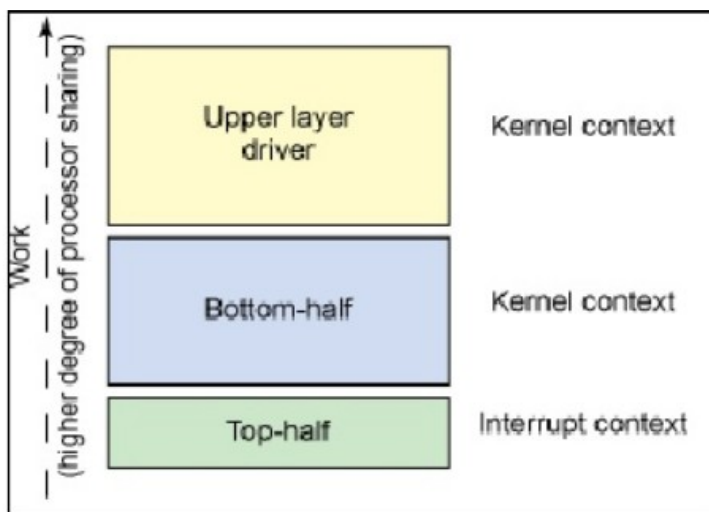 Work
(higher degree of processor sharing)
Upper layer
driver
Kernel context
Bottom-half
Kernel context
Top-half
Interrupt context